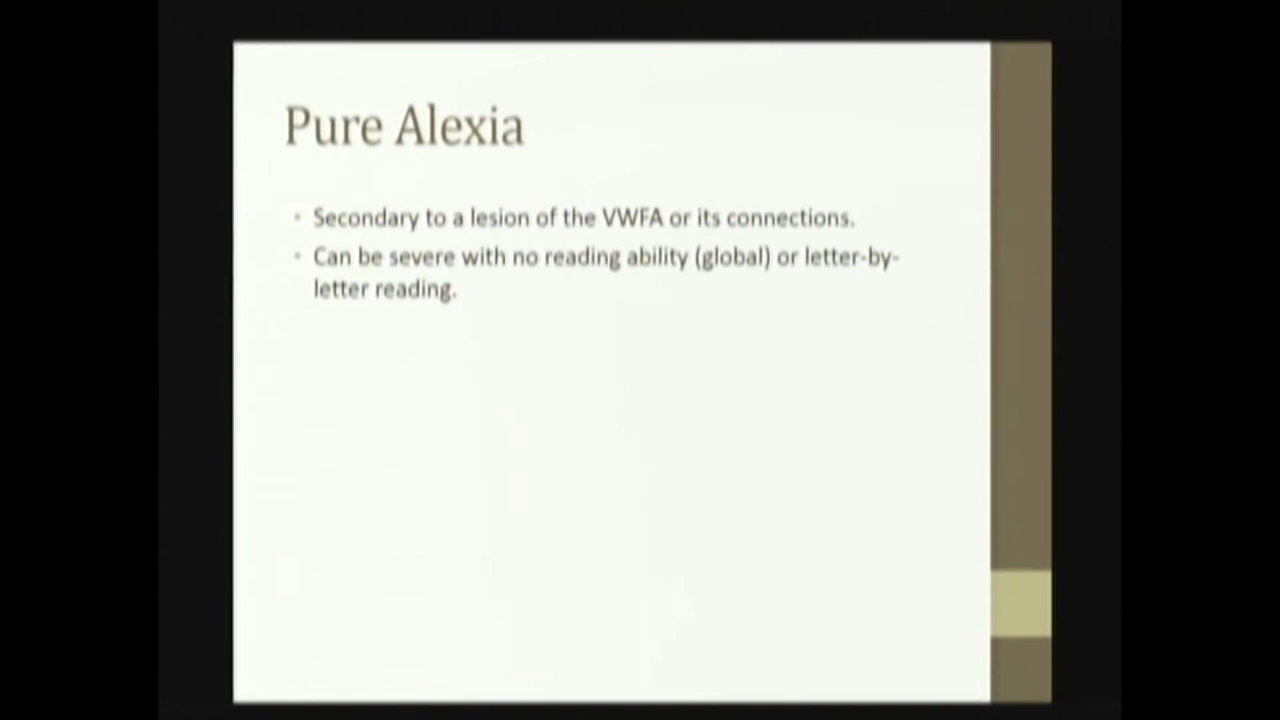 Pure Alexia
• Secondary to a lesion of the VWFA or its connections.
• Can be severe with no reading ability (global) or letter-by-
letter reading.